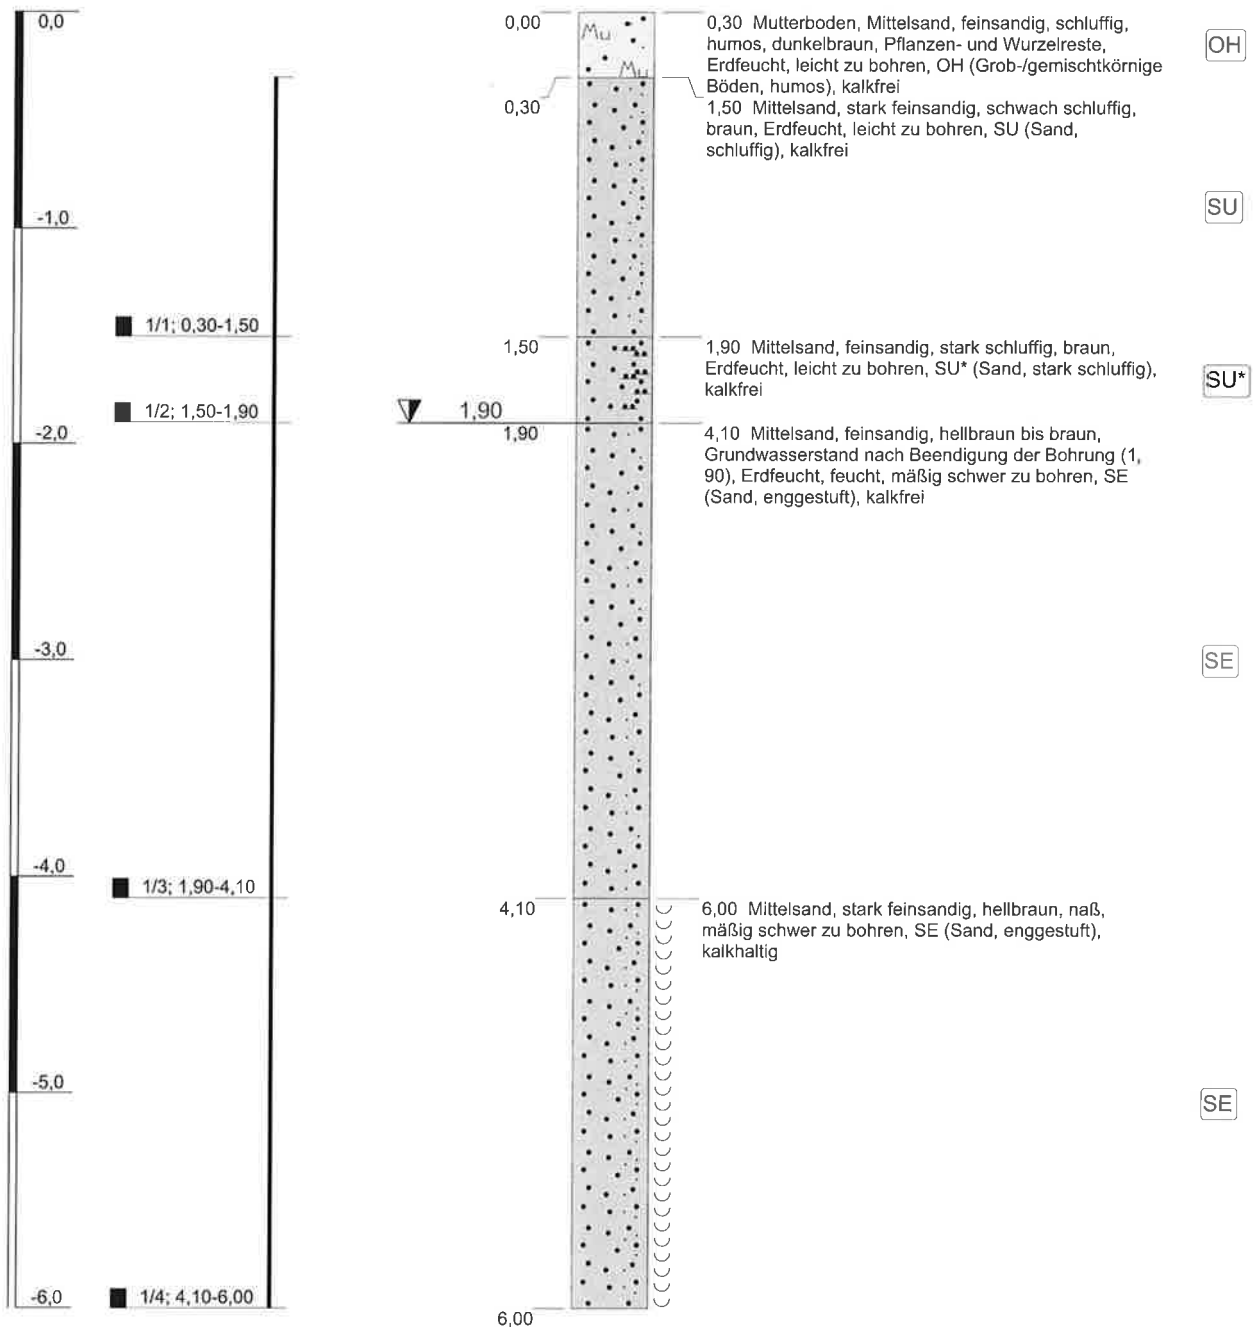 0,0
0,00
Mu
Mu
0,30 Mutterboden, Mittelsand, feinsandig, schluffig,
humos, dunkelbraun, Pflanzen- und Wurzelreste,
Erdfeucht, leicht zu bohren, OH (Grob-/gemischtkörnige
Böden, humos), kalkfrei
OH
0,30
1,50 Mittelsand, stark feinsandig, schwach schluffig,
braun, Erdfeucht, leicht zu bohren, SU (Sand,
schluffig), kalkfrei
SU
-1,0
1/1; 0,30-1,50
1,50
1,90 Mittelsand, feinsandig, stark schluffig, braun,
Erdfeucht, leicht zu bohren, SU* (Sand, stark schluffig),
kalkfrei
SU*
1/2; 1,50-1,90
1,90
1,90
-2,0
4,10 Mittelsand, feinsandig, hellbraun bis braun,
Grundwasserstand nach Beendigung der Bohrung (1,
90), Erdfeucht, feucht, mäßig schwer zu bohren, SE
(Sand, enggestuft), kalkfrei
-3,0
SE
-4,0
1/3; 1,90-4,10
4,10
6,00 Mittelsand, stark feinsandig, hellbraun, naß,
mäßig schwer zu bohren, SE (Sand, enggestuft),
kalkhaltig
-5,0
SE
-6,0
1/4; 4,10-6,00
6,00